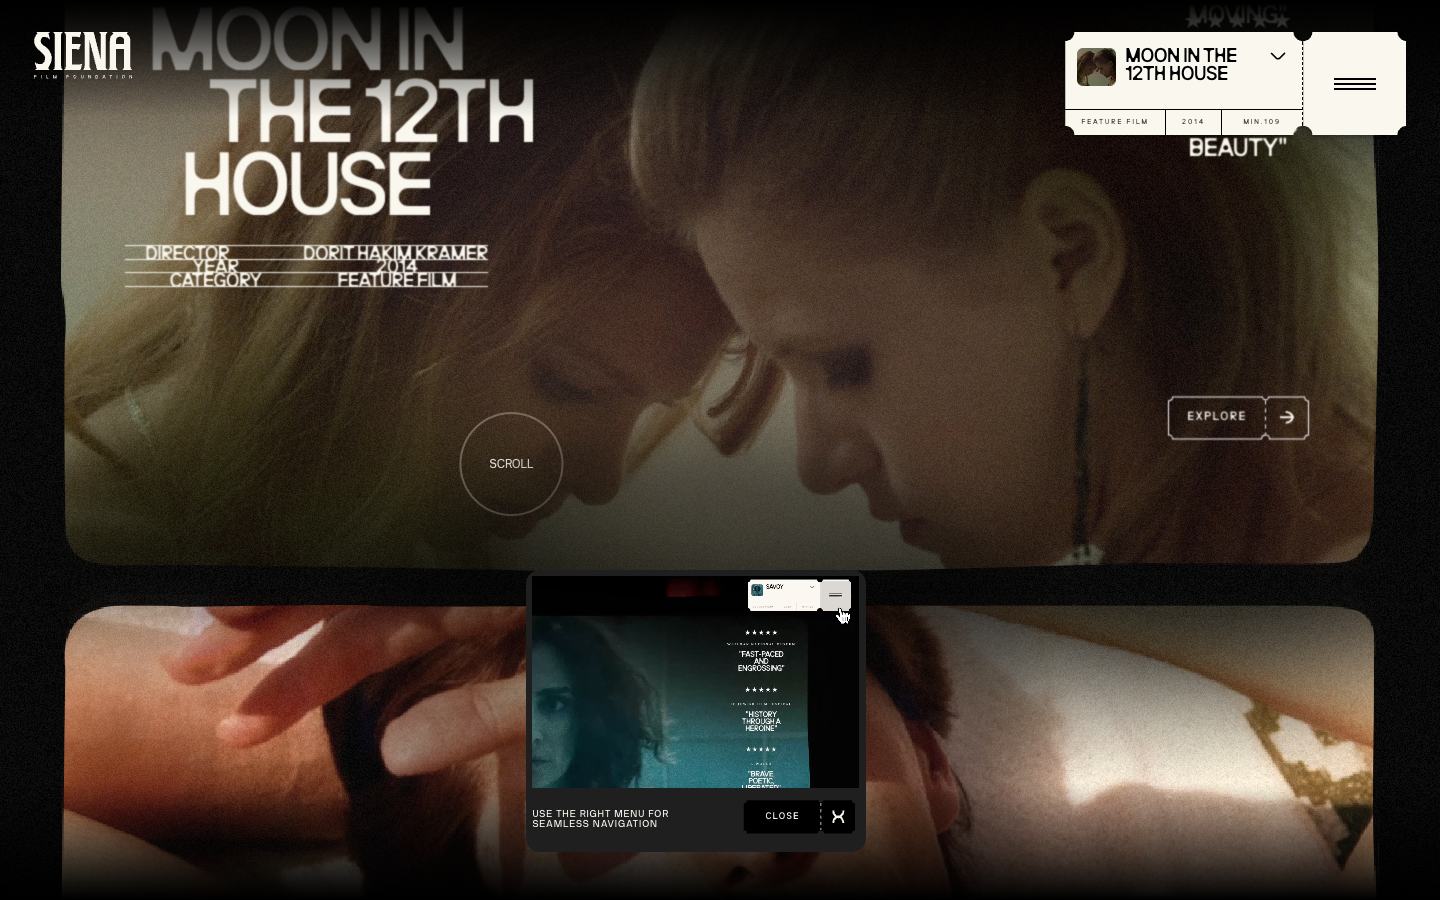 SIENA
FILM FOUNDATION
MOON IN
THE 12TH
HOUSE
DIRECTOR DORIT HAKIM KRAMER
YEAR 2014
CATEGORY FEATURE FILM
MOVING"
MOON IN THE
12TH HOUSE
FEATURE FILM 2014 MIN.109
BEAUTY"
EXPLORE
SCROLL
SAVOY
"FAST-PACED
AND
ENGROSSING"
"HISTORY
THROUGH A
HEROINE"
"BRAVE
POETIC,
LIBERATED"
USE THE RIGHT MENU FOR
SEAMLESS NAVIGATION
CLOSE